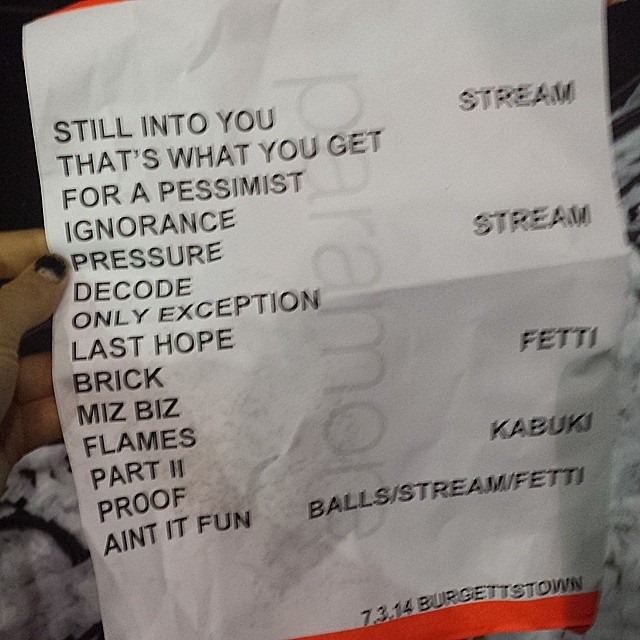 STILL INTO YOU STREAM
THAT'S WHAT YOU GET
FOR A PESSIMIST
IGNORANCE STREAM
PRESSURE
DECODE
ONLY EXCEPTION
LAST HOPE FETTI
BRICK
MIZ BIZ
FLAMES KABUKI
PART II
PROOF BALLS/STREAM/FETTI
AINT IT FUN
7.3.14 BURGETTSTOWN
paramore